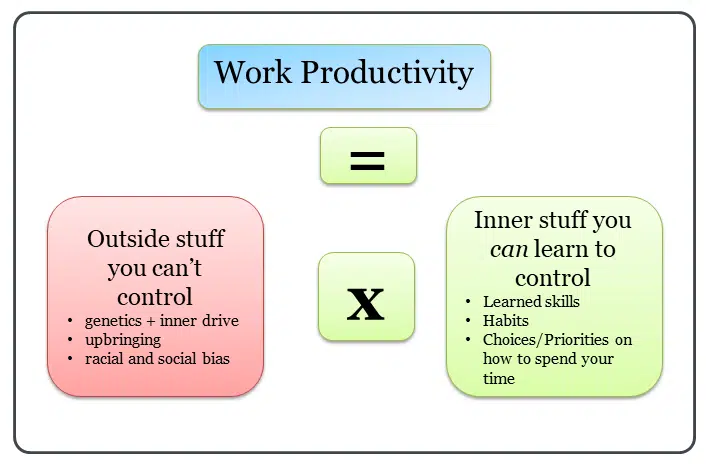 Work Productivity
=
Outside stuff
you can’t
control
• genetics + inner drive
• upbringing
• racial and social bias
x
Inner stuff you
can learn to
control
• Learned skills
• Habits
• Choices/Priorities on
how to spend your
time